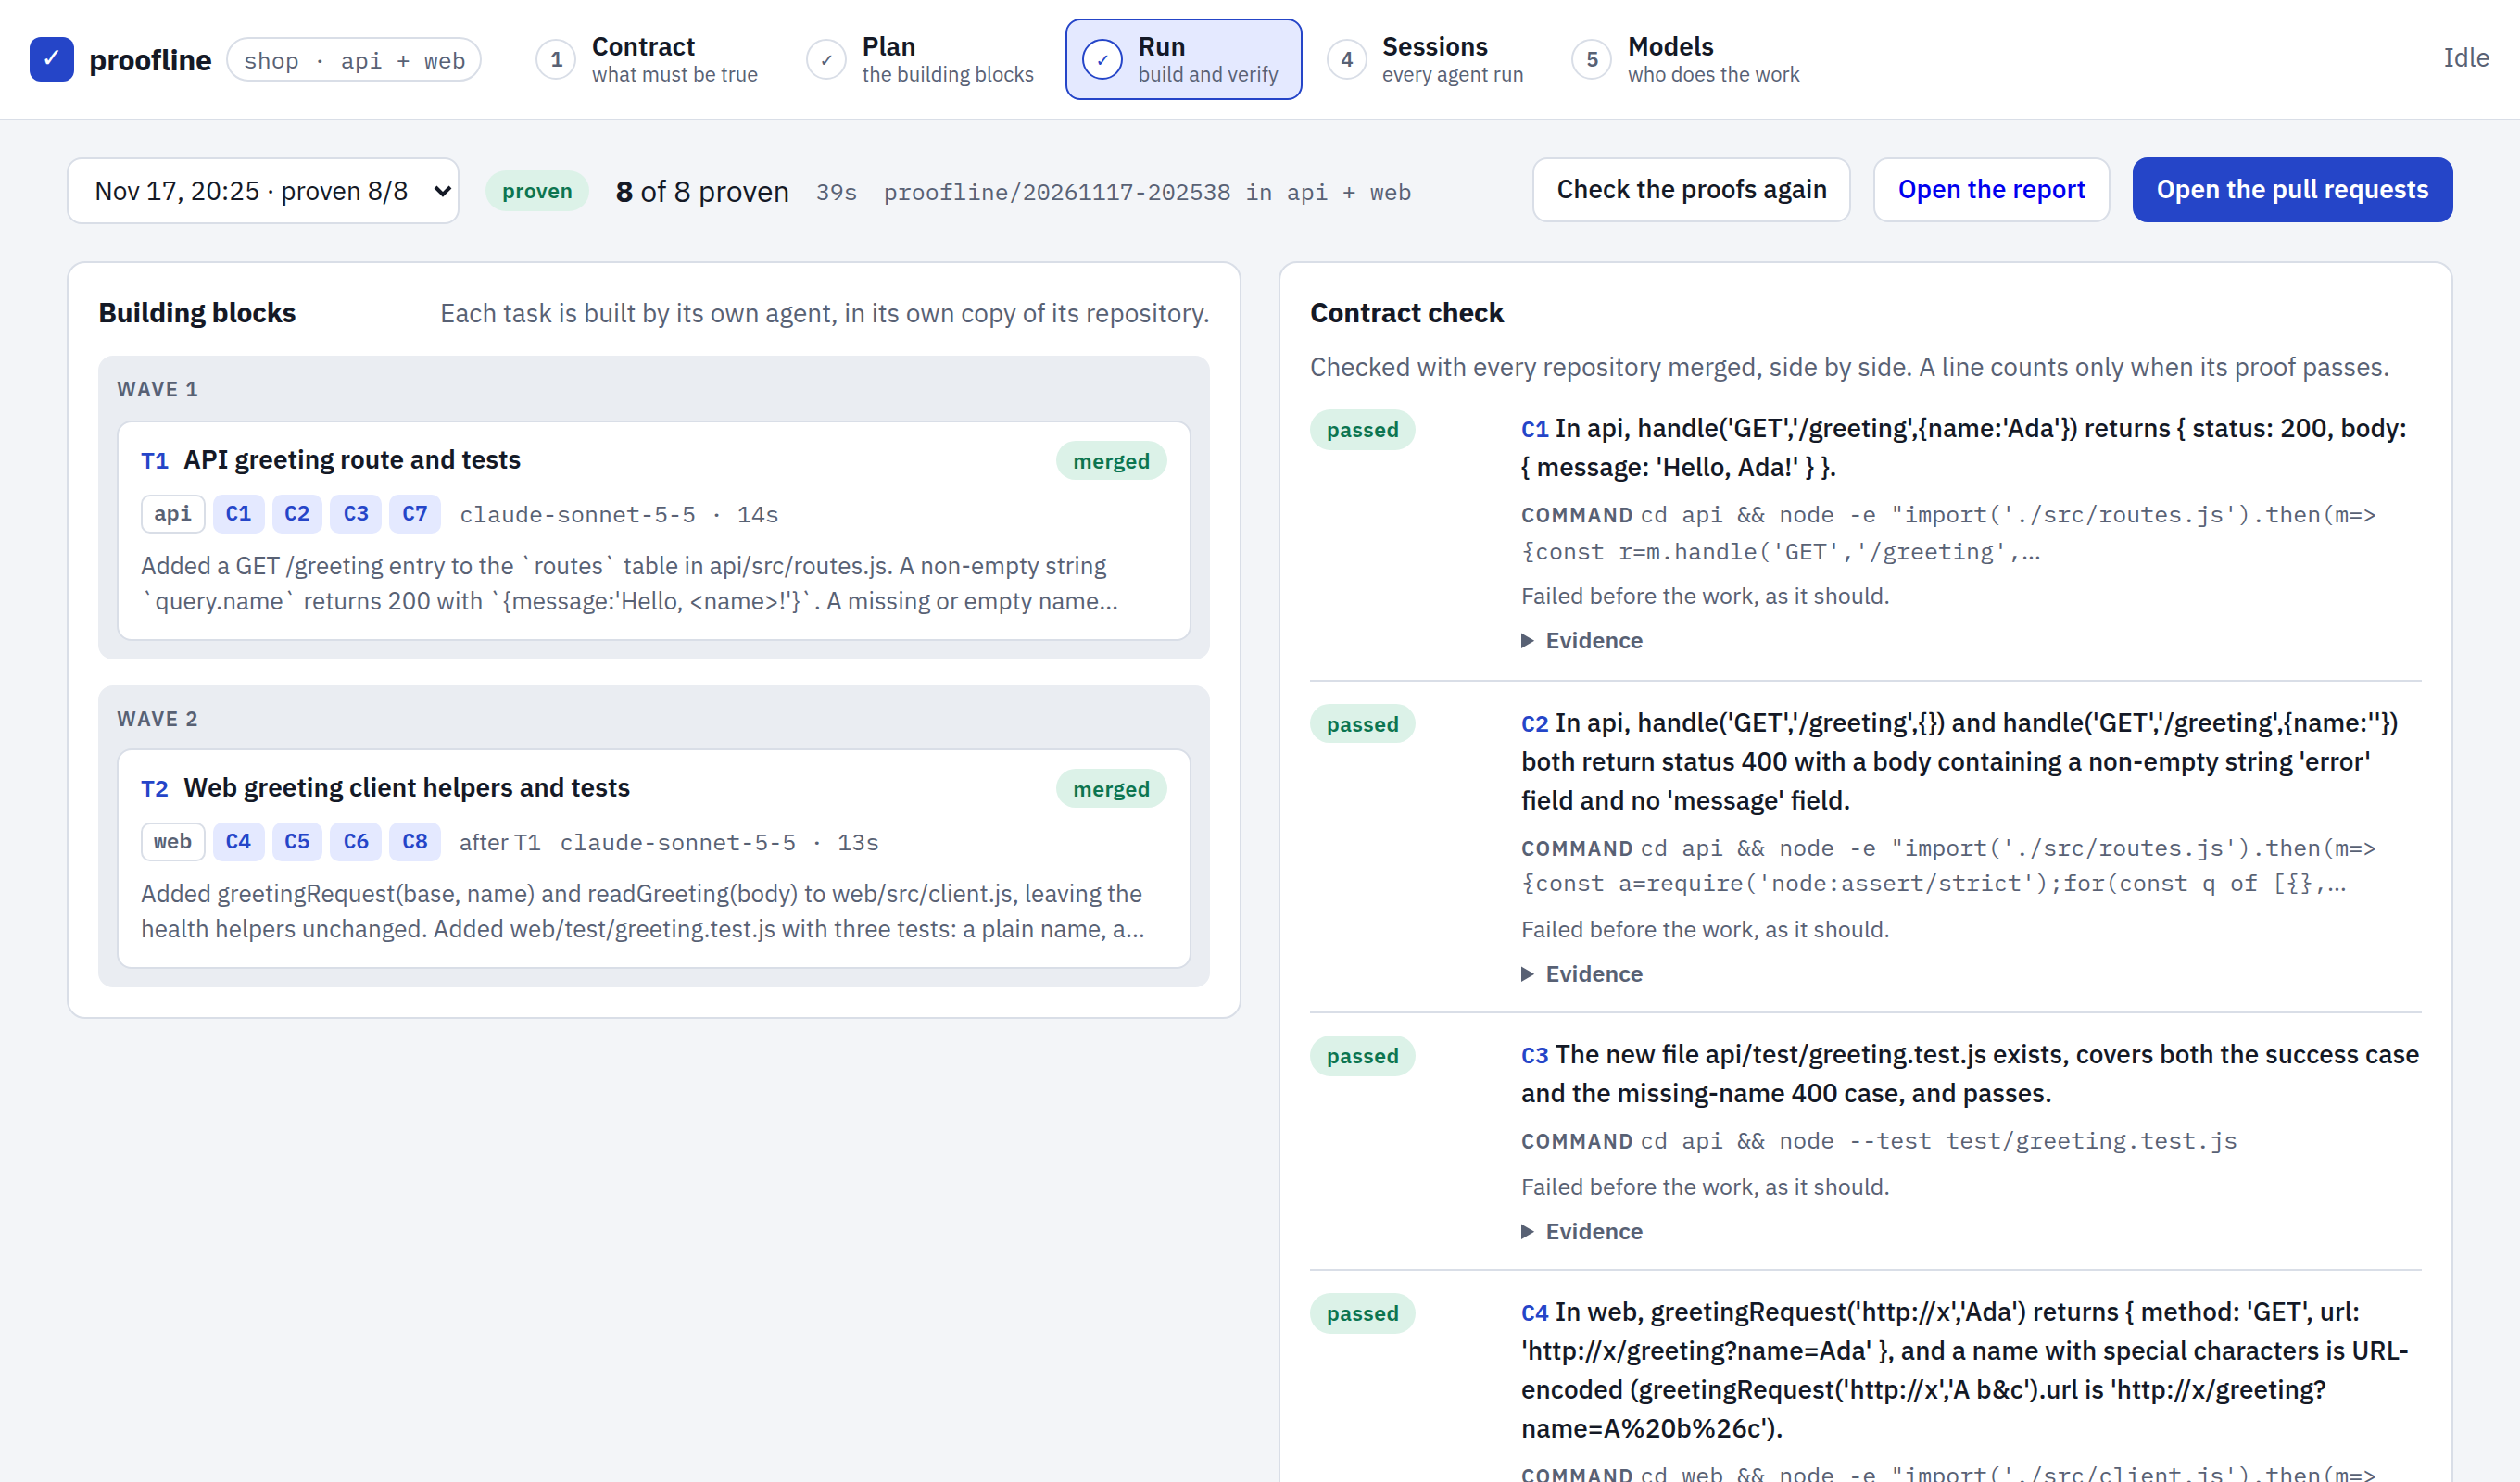 ✓ proofline shop · api + web
1 Contract
what must be true
✓ Plan
the building blocks
✓ Run
build and verify
4 Sessions
every agent run
5 Models
who does the work
Idle
Nov 17, 20:25 · proven 8/8
proven 8 of 8 proven 39s proofline/20261117-202538 in api + web
Check the proofs again
Open the report
Open the pull requests
Building blocks
Each task is built by its own agent, in its own copy of its repository.
WAVE 1
T1 API greeting route and tests merged
api C1 C2 C3 C7 claude-sonnet-5-5 · 14s
Added a GET /greeting entry to the `routes` table in api/src/routes.js. A non-empty string
`query.name` returns 200 with `{message:'Hello, <name>!'}`. A missing or empty name…
WAVE 2
T2 Web greeting client helpers and tests merged
web C4 C5 C6 C8 after T1 claude-sonnet-5-5 · 13s
Added greetingRequest(base, name) and readGreeting(body) to web/src/client.js, leaving the
health helpers unchanged. Added web/test/greeting.test.js with three tests: a plain name, a…
Contract check
Checked with every repository merged, side by side. A line counts only when its proof passes.
passed
C1 In api, handle('GET','/greeting',{name:'Ada'}) returns { status: 200, body:
{ message: 'Hello, Ada!' } }.
COMMAND cd api && node -e "import('./src/routes.js').then(m=>
{const r=m.handle('GET','/greeting',…
Failed before the work, as it should.
▶ Evidence
passed
C2 In api, handle('GET','/greeting',{}) and handle('GET','/greeting',{name:''})
both return status 400 with a body containing a non-empty string 'error'
field and no 'message' field.
COMMAND cd api && node -e "import('./src/routes.js').then(m=>
{const a=require('node:assert/strict');for(const q of [{},…
Failed before the work, as it should.
▶ Evidence
passed
C3 The new file api/test/greeting.test.js exists, covers both the success case
and the missing-name 400 case, and passes.
COMMAND cd api && node --test test/greeting.test.js
Failed before the work, as it should.
▶ Evidence
passed
C4 In web, greetingRequest('http://x','Ada') returns { method: 'GET', url:
'http://x/greeting?name=Ada' }, and a name with special characters is URL-
encoded (greetingRequest('http://x','A b&c').url is 'http://x/greeting?
name=A%20b%26c').
COMMAND cd web && node -e "import('./src/client.js').then(m=>